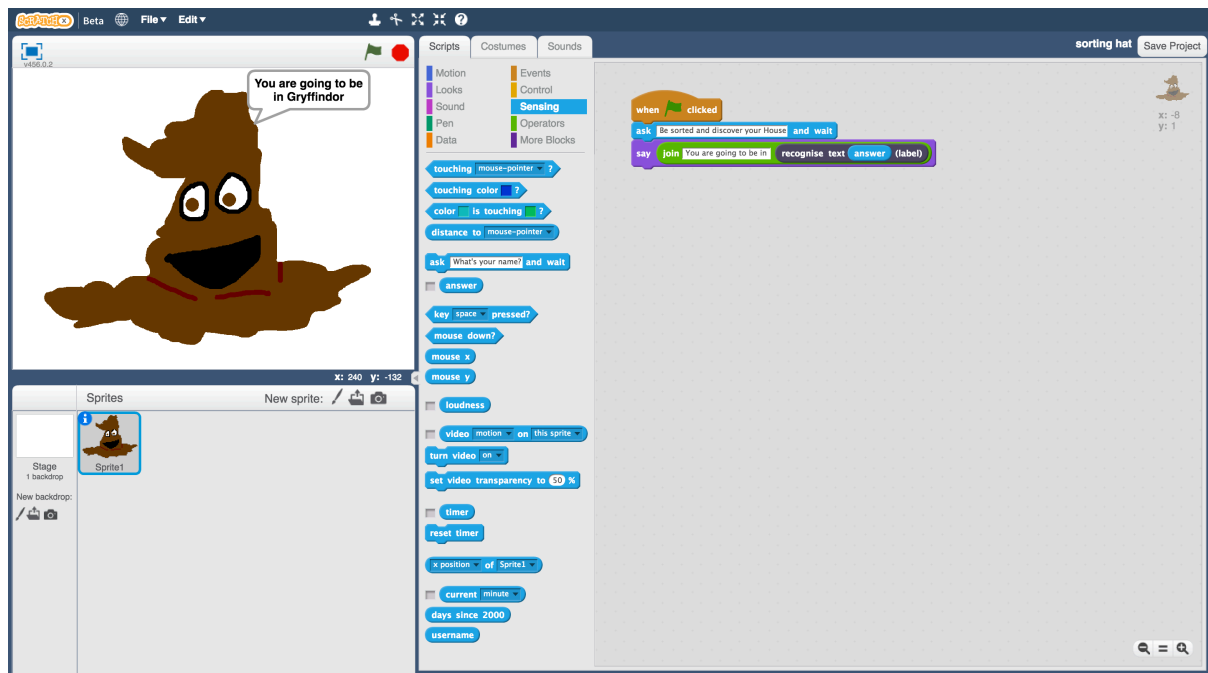 SCRATCHX Beta File▾ Edit▾
v456.0.2
You are going to be
in Gryffindor
x: 240 y: -132
Sprites New sprite:
Stage
1 backdrop
New backdrop:
Sprite1
Scripts Costumes Sounds
sorting hat Save Project
Motion Events
Looks Control
Sound Sensing
Pen Operators
Data More Blocks
touching mouse-pointer ?
touching color ?
color is touching ?
distance to mouse-pointer
ask What's your name? and wait
answer
key space pressed?
mouse down?
mouse x
mouse y
loudness
video motion on this sprite
turn video on
set video transparency to 50 %
timer
reset timer
x position of Sprite1
current minute
days since 2000
username
when clicked
ask Be sorted and discover your House and wait
say join You are going to be in recognise text answer (label)
x: -8
y: 1